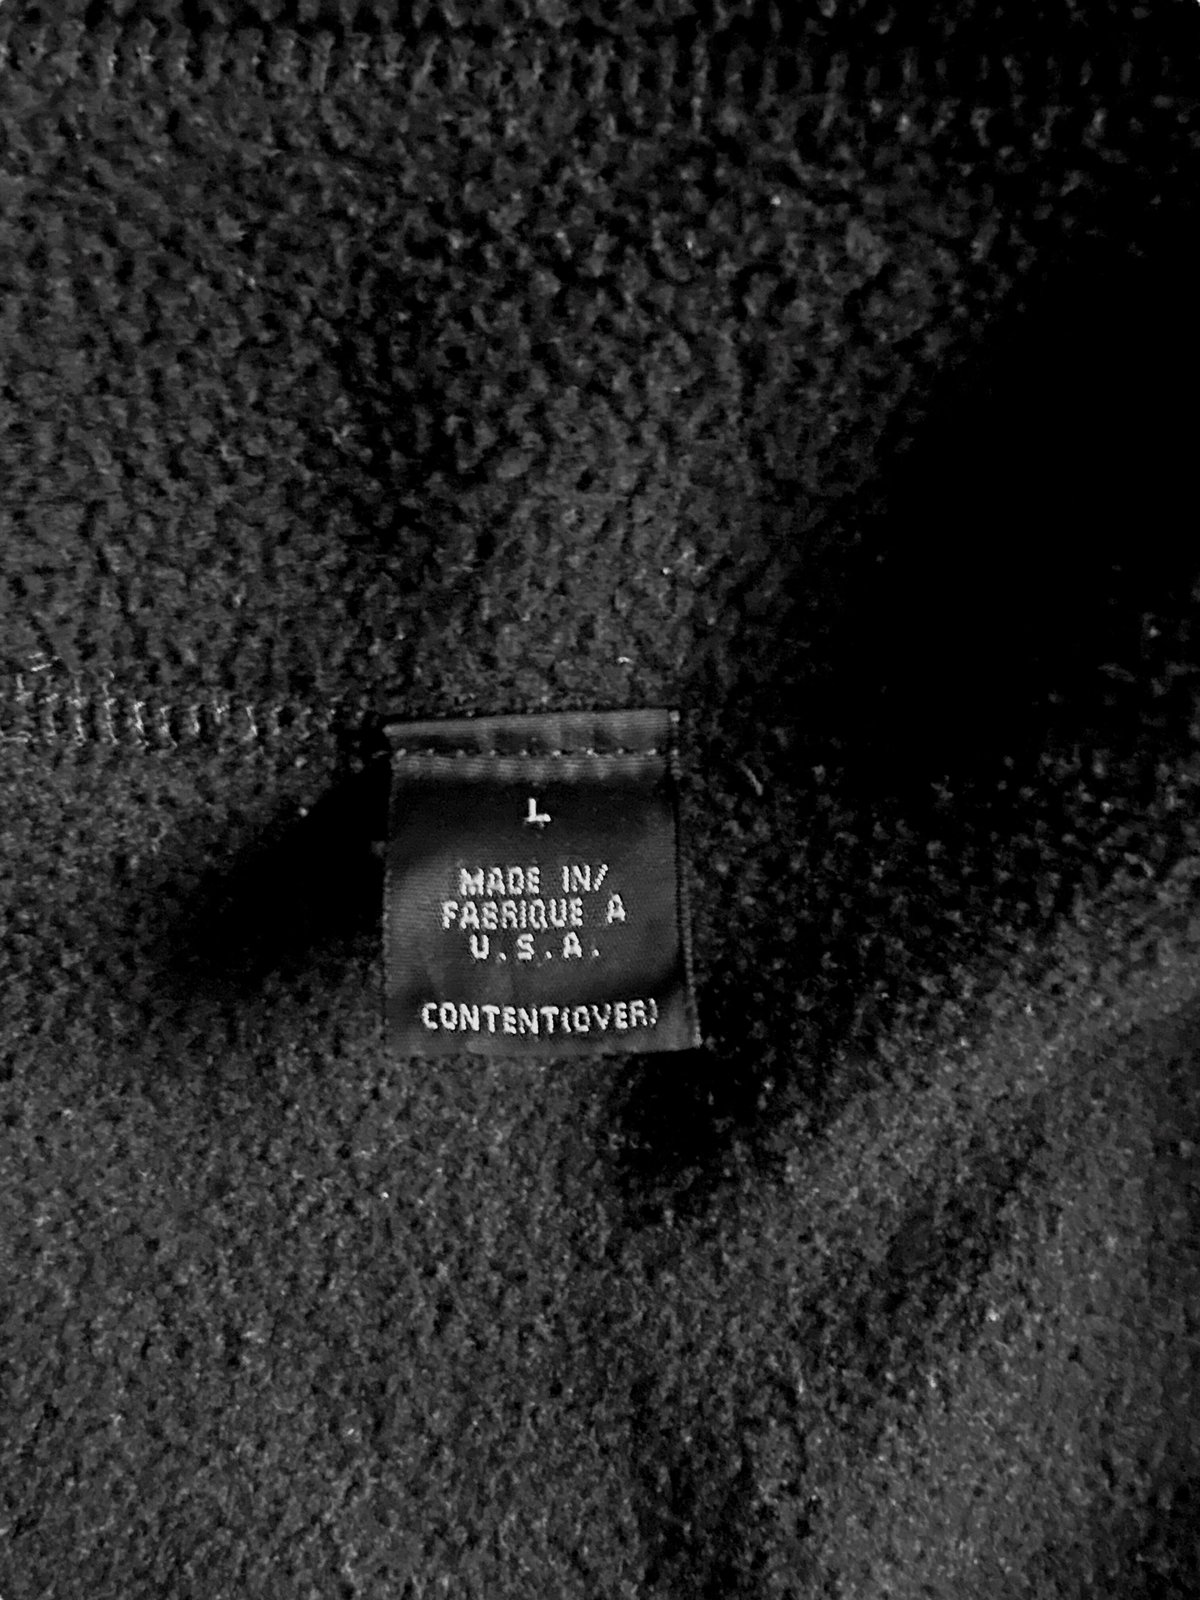 L
MADE IN/
FABRIQUE A
U.S.A.
CONTENT(OVER)